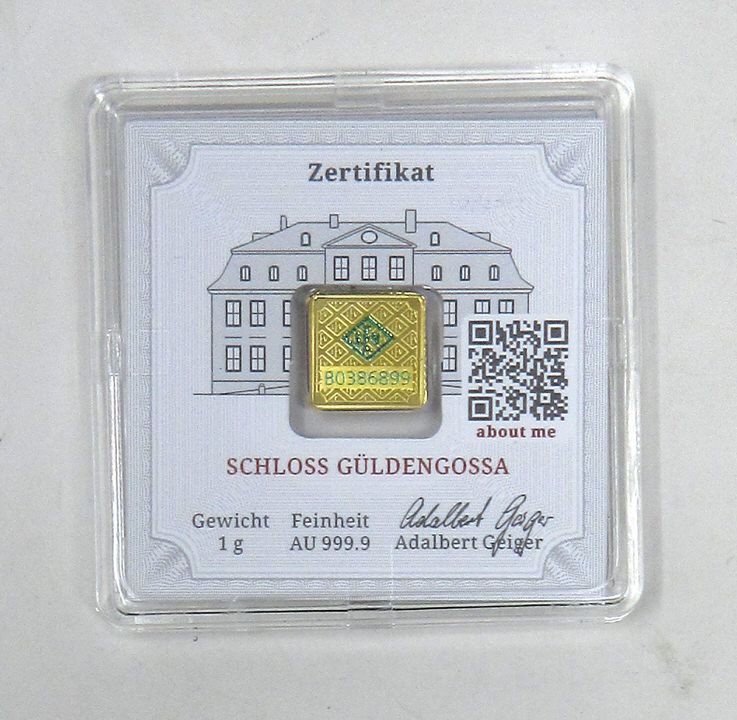 Zertifikat
B0386899
about me
SCHLOSS GÜLDENGOSSA
Gewicht Feinheit Adalbert Geiger
1 g AU 999.9 Adalbert Geiger